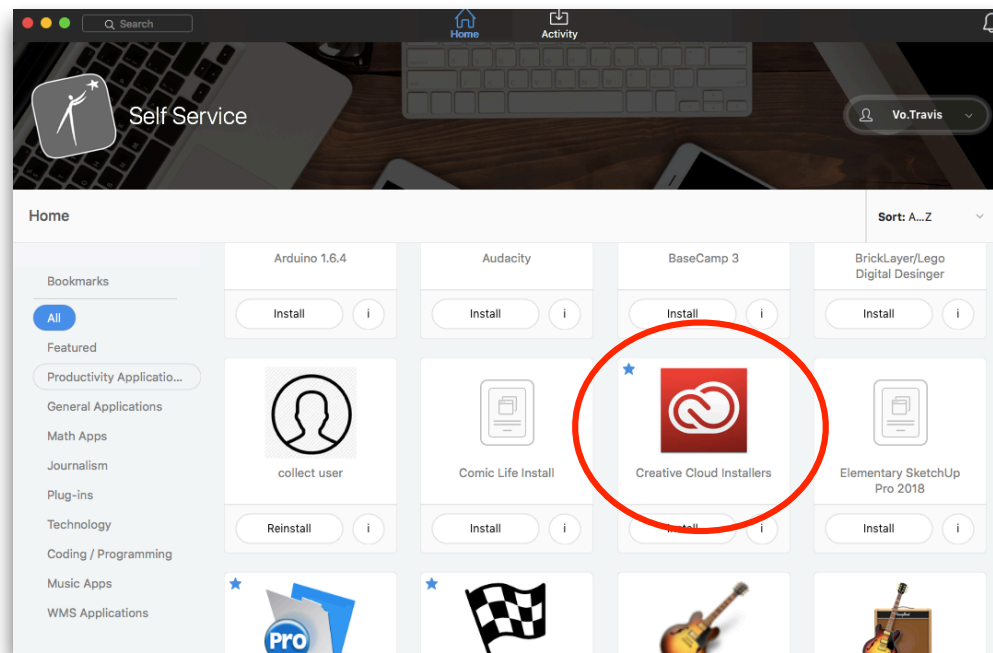 Search
Home
Activity
Self Service
Vo.Travis
Home
Sort: A...Z
Bookmarks
All
Featured
Productivity Applicatio...
General Applications
Math Apps
Journalism
Plug-ins
Technology
Coding / Programming
Music Apps
WMS Applications
Arduino 1.6.4
Audacity
BaseCamp 3
BrickLayer/Lego
Digital Desinger
Install
i
Install
i
Install
i
Install
i
collect user
Comic Life Install
Creative Cloud Installers
Elementary SketchUp
Pro 2018
Reinstall
i
Install
i
Install
i
Install
i
Pro